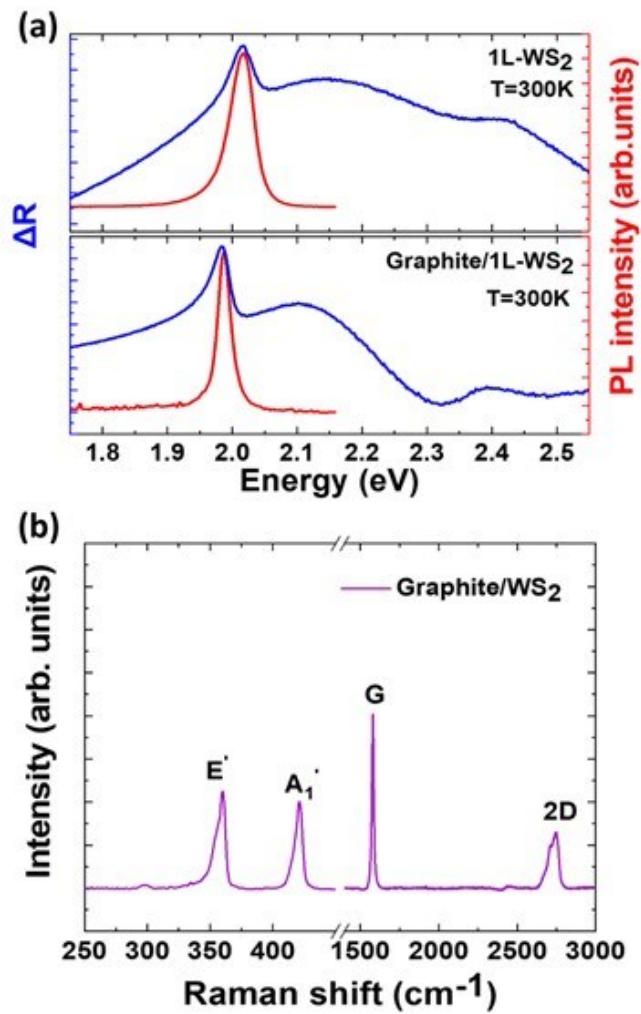 (a)
1L-WS2
T=300K
ΔR
PL intensity (arb.units)
Graphite/1L-WS2
T=300K
1.8 1.9 2.0 2.1 2.2 2.3 2.4 2.5
Energy (eV)
(b)
Graphite/WS2
Intensity (arb. units)
G
E'
A1'
2D
250 300 350 400 1500 2000 2500 3000
Raman shift (cm-1)